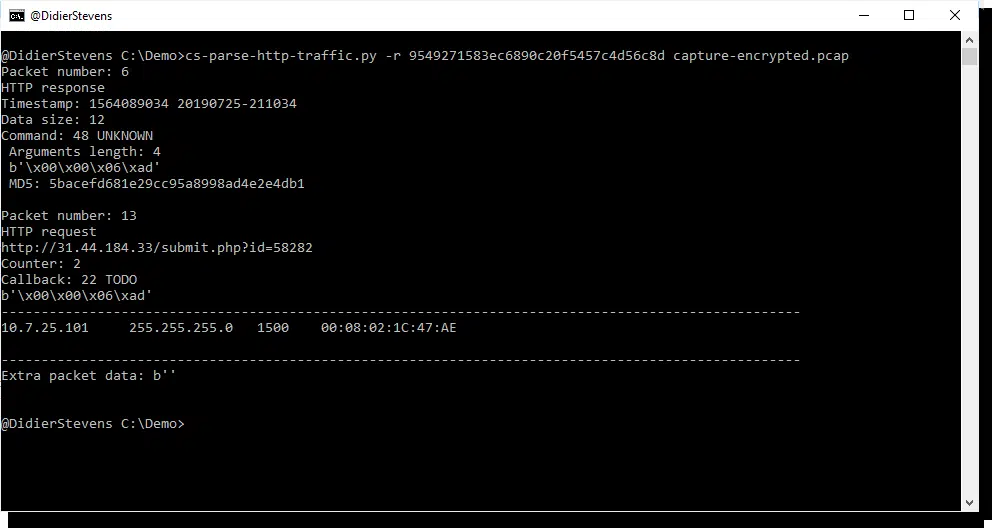 @DidierStevens
@DidierStevens C:\Demo>cs-parse-http-traffic.py -r 9549271583ec6890c20f5457c4d56c8d capture-encrypted.pcap
Packet number: 6
HTTP response
Timestamp: 1564089034 20190725-211034
Data size: 12
Command: 48 UNKNOWN
 Arguments length: 4
 b'\x00\x00\x06\xad'
 MD5: 5bacefd681e29cc95a8998ad4e2e4db1
Packet number: 13
HTTP request
http://31.44.184.33/submit.php?id=58282
Counter: 2
Callback: 22 TODO
b'\x00\x00\x06\xad'
----------------------------------------------------------------------------------------------------
10.7.25.101     255.255.255.0   1500    00:08:02:1C:47:AE
----------------------------------------------------------------------------------------------------
Extra packet data: b''
@DidierStevens C:\Demo>